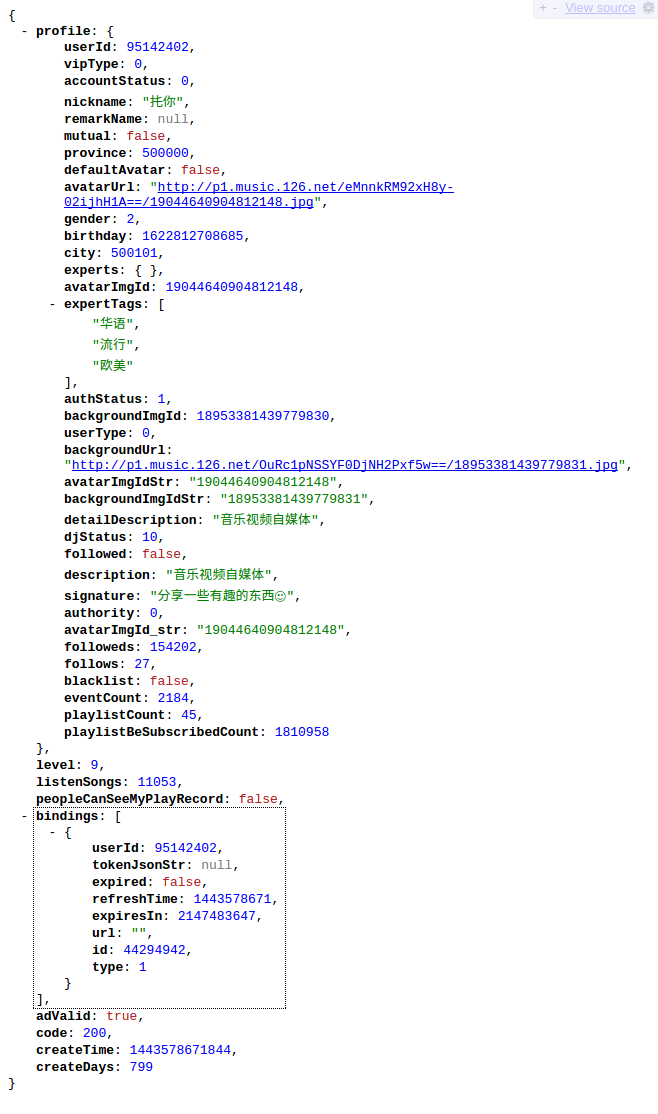 + - View source
{
- profile: {
userId: 95142402,
vipType: 0,
accountStatus: 0,
nickname: "扥你",
remarkName: null,
mutual: false,
province: 500000,
defaultAvatar: false,
avatarUrl: "http://p1.music.126.net/eMnnkRM92xH8y-
02ijhH1A==/19044640904812148.jpg",
gender: 2,
birthday: 1622812708685,
city: 500101,
experts: { },
avatarImgId: 19044640904812148,
- expertTags: [
"华语",
"流行",
"欧美"
],
authStatus: 1,
backgroundImgId: 18953381439779830,
userType: 0,
backgroundUrl:
"http://p1.music.126.net/OuRc1pNSSYF0DjNH2Pxf5w==/18953381439779831.jpg",
avatarImgIdStr: "19044640904812148",
backgroundImgIdStr: "18953381439779831",
detailDescription: "音乐视频自媒体",
djStatus: 10,
followed: false,
description: "音乐视频自媒体",
signature: "分享一些有趣的东西😍",
authority: 0,
avatarImgId_str: "19044640904812148",
followeds: 154202,
follows: 27,
blacklist: false,
eventCount: 2184,
playlistCount: 45,
playlistBeSubscribedCount: 1810958
},
level: 9,
listenSongs: 11053,
peopleCanSeeMyPlayRecord: false,
- bindings: [
- {
userId: 95142402,
tokenJsonStr: null,
expired: false,
refreshTime: 1443578671,
expiresIn: 2147483647,
url: "",
id: 44294942,
type: 1
}
],
adValid: true,
code: 200,
createTime: 1443578671844,
createDays: 799
}